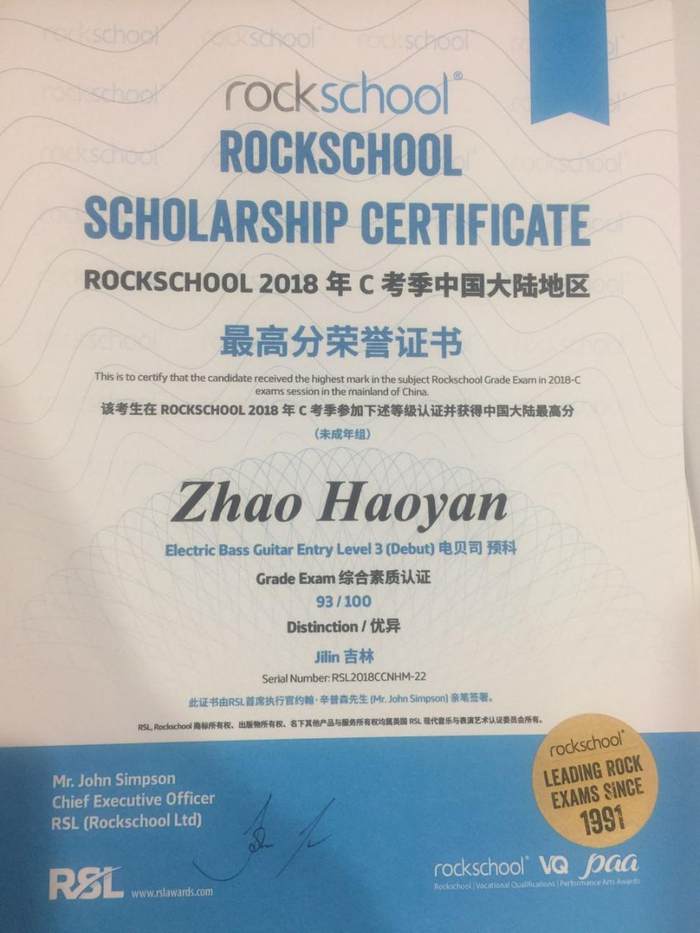 rockschool
ROCKSCHOOL
SCHOLARSHIP CERTIFICATE
ROCKSCHOOL 2018 年 C 考季中国大陆地区
最高分荣誉证书
This is to certify that the candidate received the highest mark in the subject Rockschool Grade Exam in 2018-C
exams session in the mainland of China.
该考生在 ROCKSCHOOL 2018 年 C 考季参加下述等级认证并获得中国大陆最高分
（未成年组）
Zhao Haoyan
Electric Bass Guitar Entry Level 3 (Debut) 电贝司 预科
Grade Exam 综合素质认证
93 / 100
Distinction / 优异
Jilin 吉林
Serial Number: RSL2018CCNHM-22
此证书由RSL首席执行官约翰·辛普森先生 (Mr. John Simpson) 亲笔签署。
RSL, Rockschool 商标所有权、出版物所有权、名下其他产品与服务所有权均属英国 RSL 现代音乐与表演艺术认证委员会所有。
rockschool
LEADING ROCK
EXAMS SINCE
1991
Mr. John Simpson
Chief Executive Officer
RSL (Rockschool Ltd)
RSL www.rslawards.com
rockschool VQ paa
Rockschool | Vocational Qualifications | Performance Arts Awards